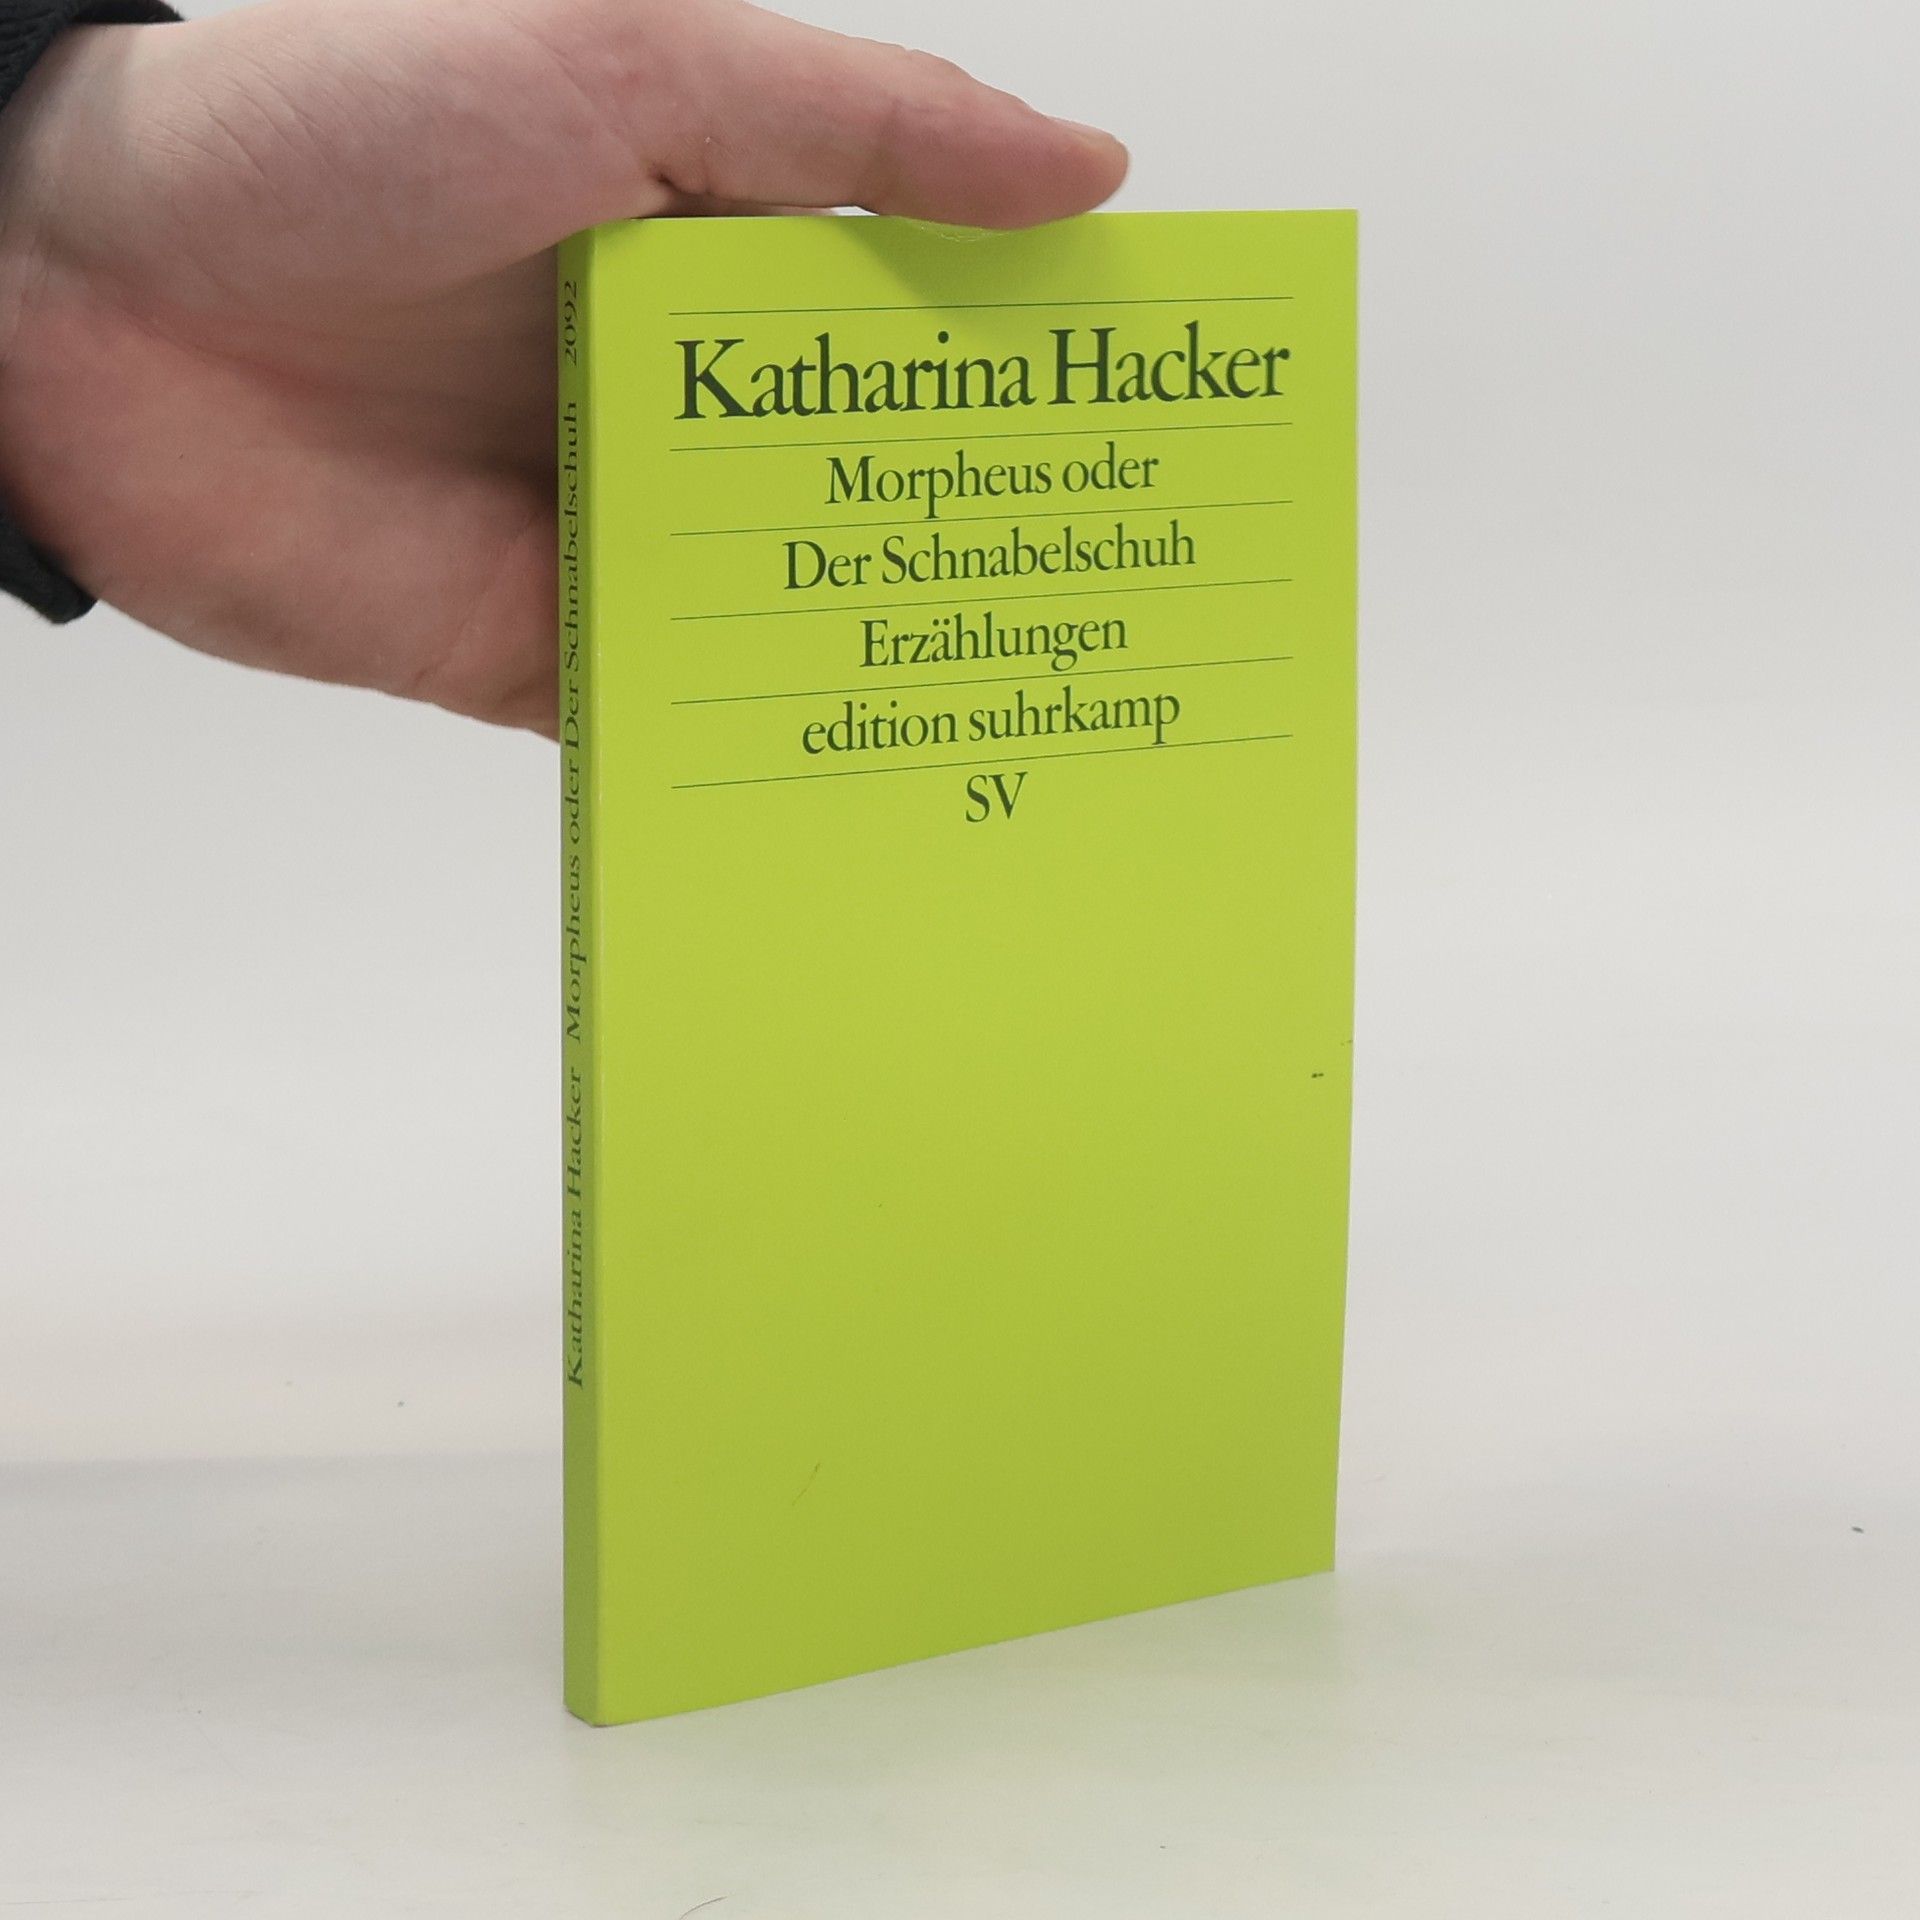 Katharina Hacker
Morpheus oder
Der Schnabelschuh
Erzählungen
edition suhrkamp
SV
Katharina Hacker Morpheus oder Der Schnabelschuh 2092